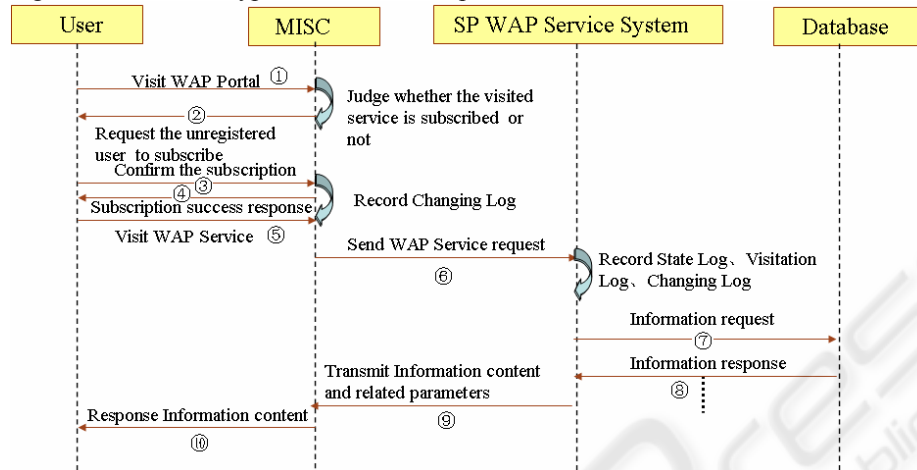 User
MISC
SP WAP Service System
Database
Visit WAP Portal ①
Judge whether the visited
service is subscribed or
not
②
Request the unregistered
user to subscribe
Confirm the subscription
③
④
Record Changing Log
Subscription success response
Visit WAP Service ⑤
Send WAP Service request
⑥
Record State Log、Visitation
Log、Changing Log
Information request
⑦
Information response
⑧
Transmit Information content
and related parameters
⑨
Response Information content
⑩